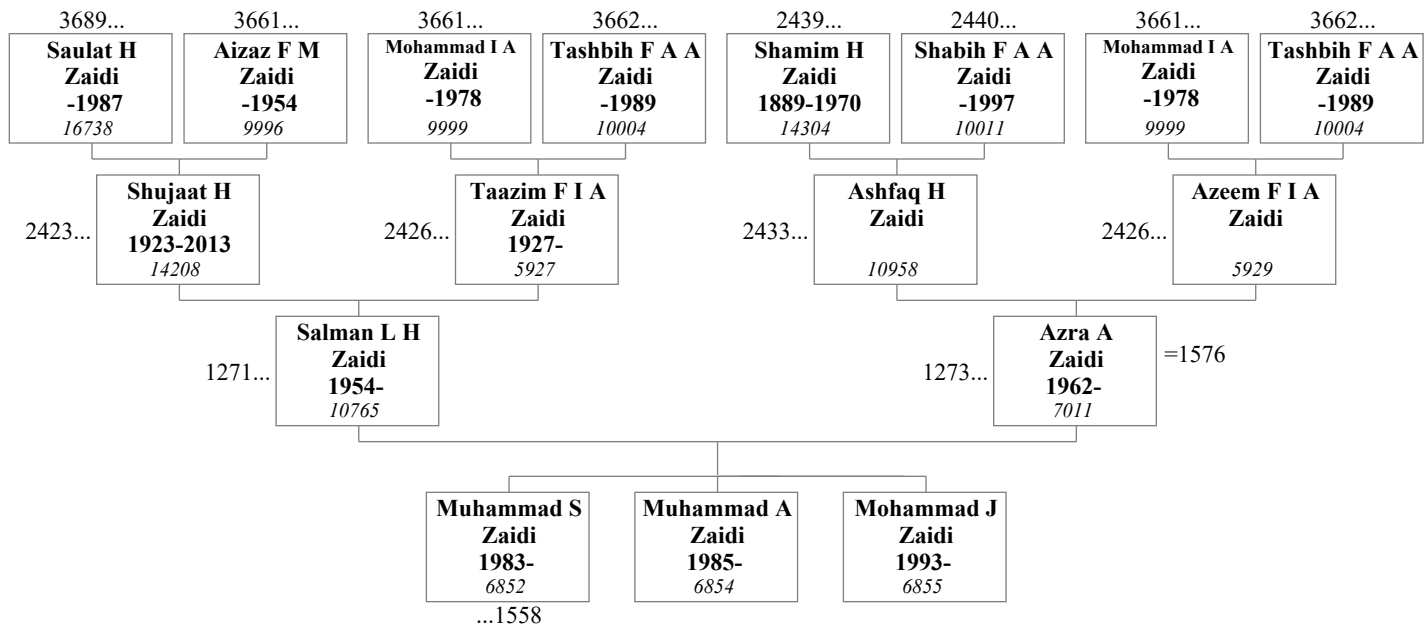 3689...
3661...
3661...
3662...
2439...
2440...
3661...
3662...
Saulat H
Zaidi
-1987
16738
Aizaz F M
Zaidi
-1954
9996
Mohammad I A
Zaidi
-1978
9999
Tashbih F A A
Zaidi
-1989
10004
Shamim H
Zaidi
1889-1970
14304
Shabih F A A
Zaidi
-1997
10011
Mohammad I A
Zaidi
-1978
9999
Tashbih F A A
Zaidi
-1989
10004
2423...
Shujaat H
Zaidi
1923-2013
14208
2426...
Taazim F I A
Zaidi
1927-
5927
2433...
Ashfaq H
Zaidi
10958
2426...
Azeem F I A
Zaidi
5929
1271...
Salman L H
Zaidi
1954-
10765
1273...
Azra A
Zaidi
1962-
7011
=1576
Muhammad S
Zaidi
1983-
6852
...1558
Muhammad A
Zaidi
1985-
6854
Mohammad J
Zaidi
1993-
6855